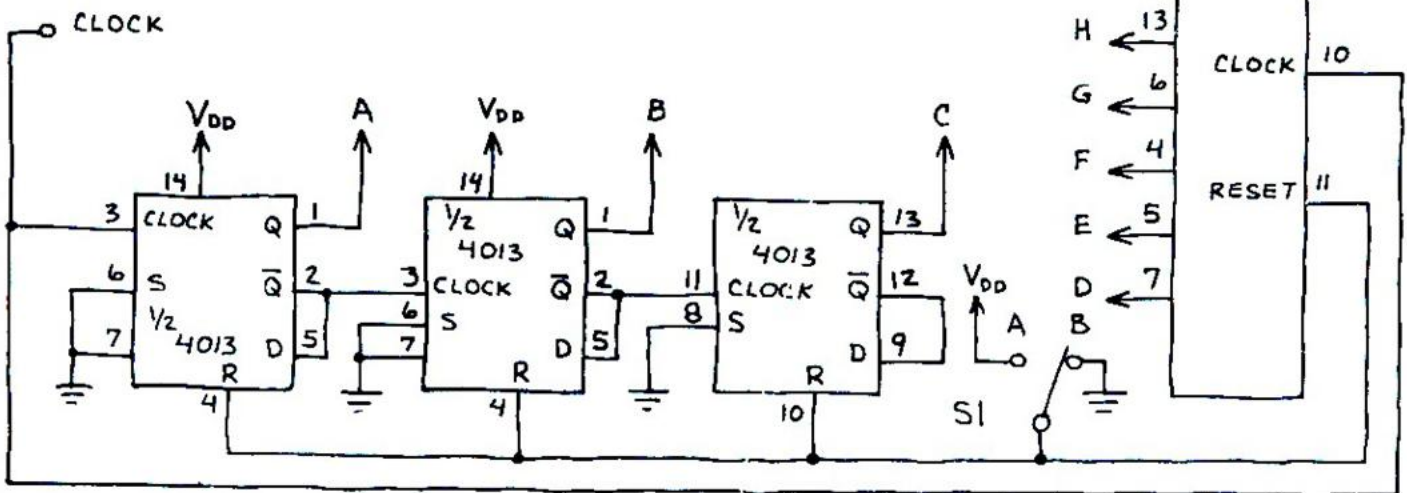 CLOCK
VDD
A
VDD
B
C
14
14
3 CLOCK Q 1
6 S Q̅ 2
1/2 4013
7 D 5
R
4
1/2 4013
Q 1
3 CLOCK Q̅ 2
6 S
7 D 5
R
4
1/2 4013
Q 13
11 CLOCK Q̅ 12
8 S
D 9
R
10
VDD
A B
S1
H 13
G 6
F 4
E 5
D 7
CLOCK 10
RESET 11